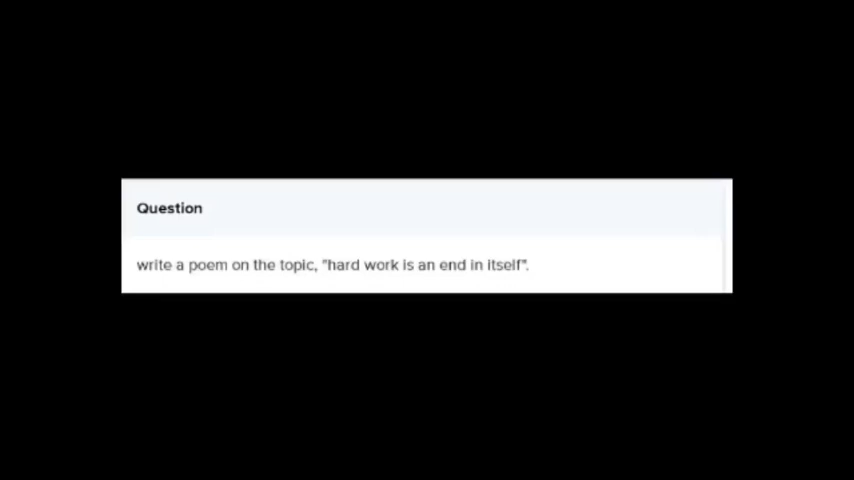 Question
write a poem on the topic, "hard work is an end in itself".